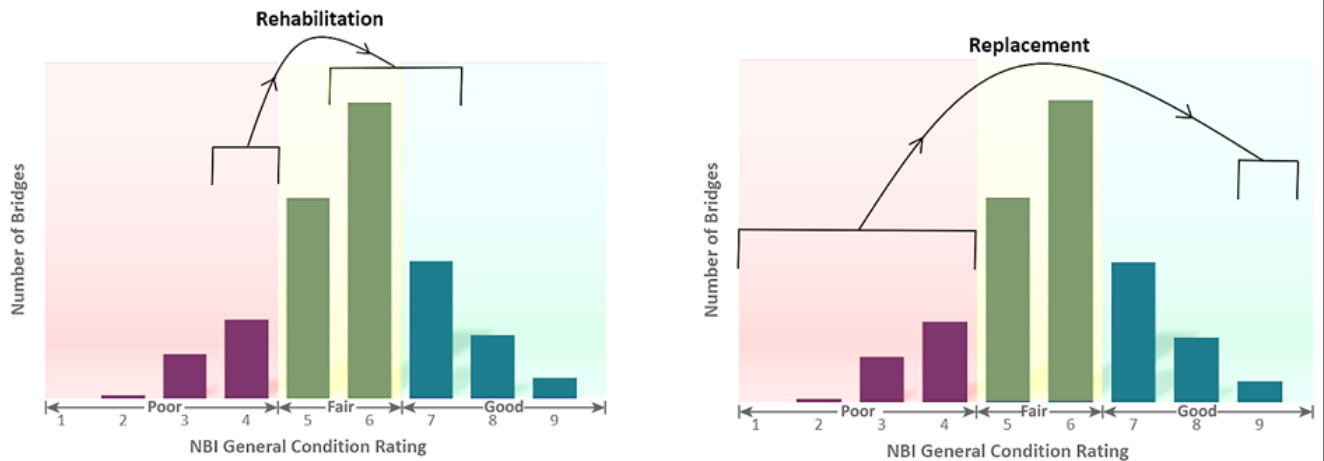 Rehabilitation
Number of Bridges
Poor Fair Good
1 2 3 4 5 6 7 8 9
NBI General Condition Rating
Replacement
Number of Bridges
Poor Fair Good
1 2 3 4 5 6 7 8 9
NBI General Condition Rating